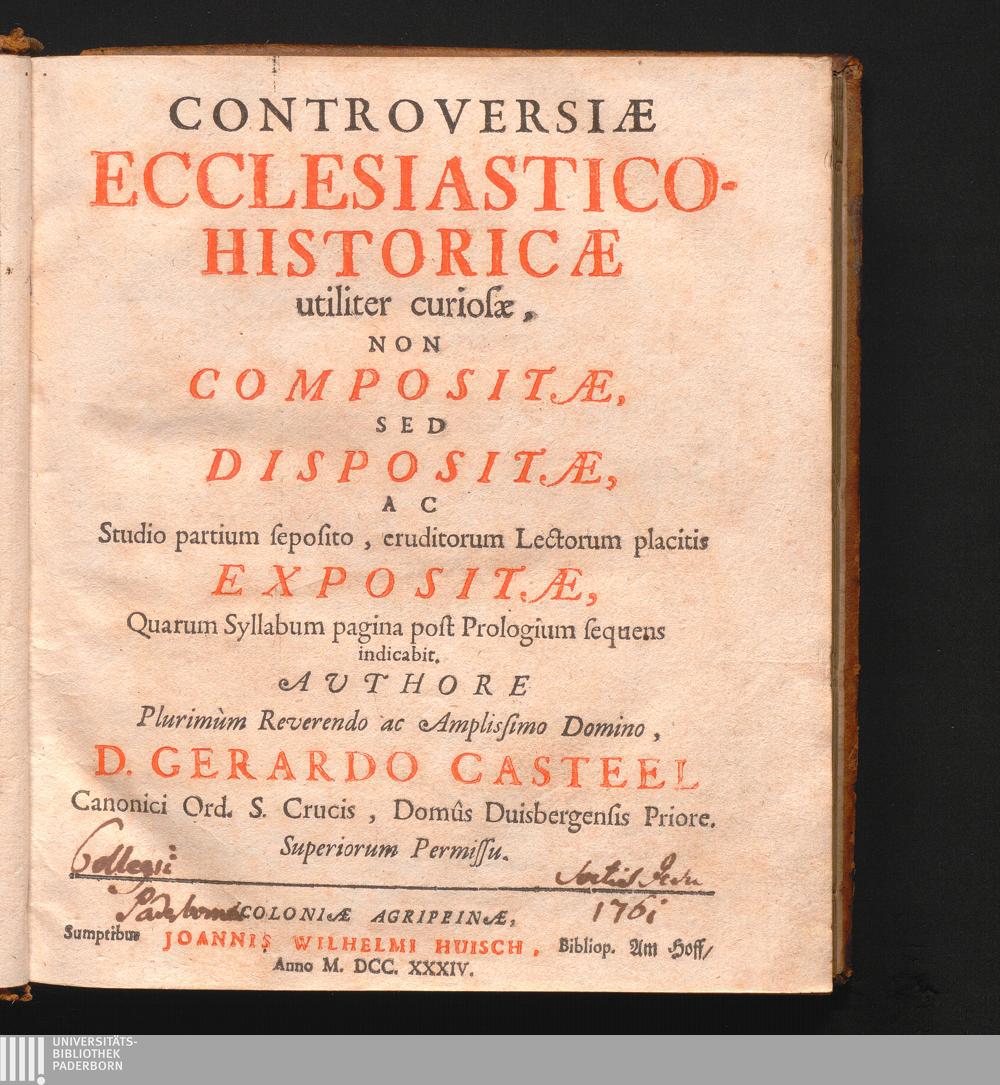 CONTROVERSIÆ
ECCLESIASTICO-
HISTORICÆ
utiliter curioſæ,
NON
COMPOSITÆ,
SED
DISPOSITÆ,
AC
Studio partium ſepoſito, eruditorum Lectorum placitis
EXPOSITÆ,
Quarum Syllabum pagina poſt Prologium ſequens
indicabit.
AUTHORE
Plurimùm Reverendo ac Ampliſſimo Domino,
D. GERARDO CASTEEL
Canonici Ord. S. Crucis, Domûs Duisbergenſis Priore.
Superiorum Permiſſu.
Collegii Sortis Jesu
Paderbornae 1761
COLONIÆ AGRIPPINÆ,
Sumptibus JOANNIS WILHELMI HUISCH, Bibliop. Am Hoff/
Anno M. DCC. XXXIV.
UNIVERSITÄTS-
BIBLIOTHEK
PADERBORN